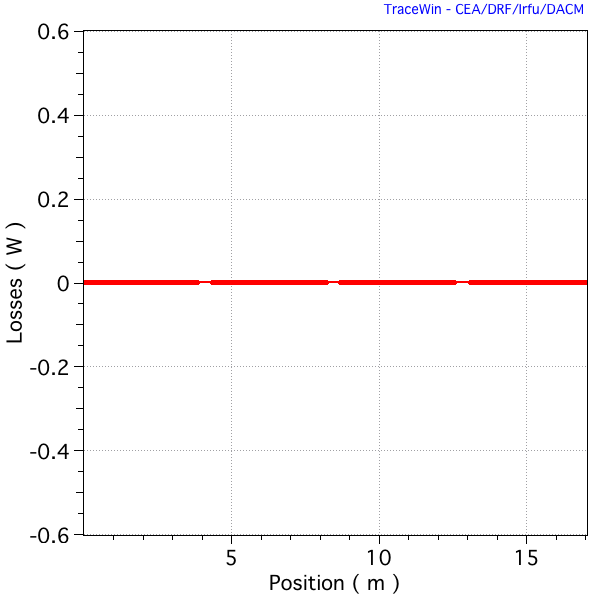 TraceWin - CEA/DRF/Irfu/DACM
0.6
0.4
0.2
0
-0.2
-0.4
-0.6
Losses ( W )
5 10 15
Position ( m )